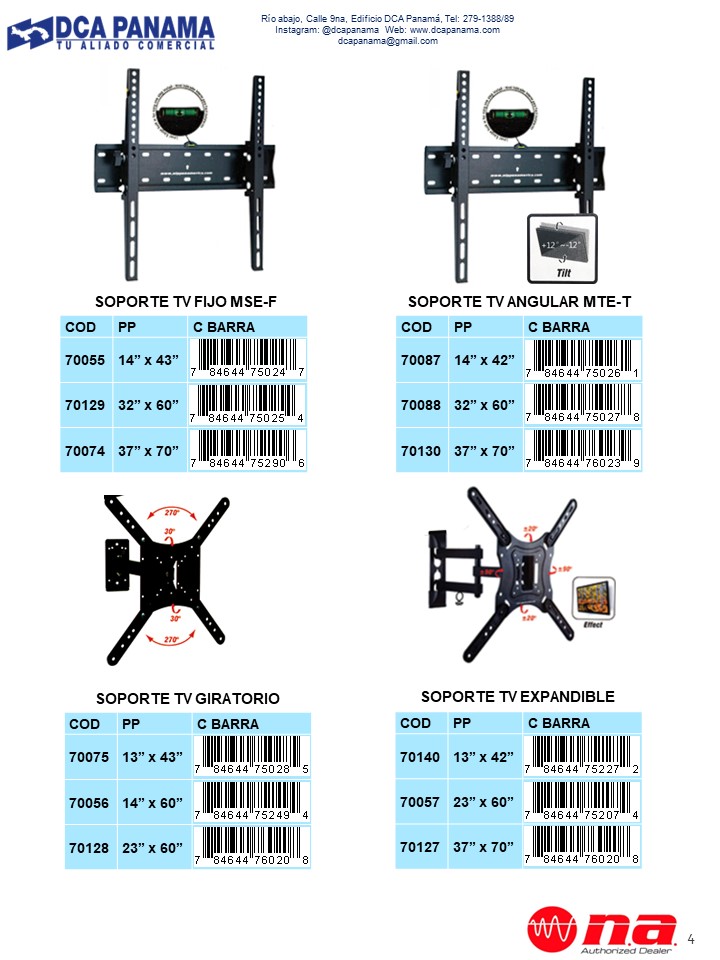 DCA PANAMA
TU ALIADO COMERCIAL
Río abajo, Calle 9na, Edificio DCA Panamá, Tel: 279-1388/89
Instagram: @dcapanama  Web: www.dcapanama.com
dcapanama@gmail.com
+12°~-12°
Tilt
SOPORTE TV FIJO MSE-F
COD PP C BARRA
70055 14” x 43” 7 84644 75024 7
70129 32” x 60” 7 84644 75025 4
70074 37” x 70” 7 84644 75290 6
SOPORTE TV ANGULAR MTE-T
COD PP C BARRA
70087 14” x 42” 7 84644 75026 1
70088 32” x 60” 7 84644 75027 8
70130 37” x 70” 7 84644 76023 9
270°
30°
30°
270°
±20°
±90°
±90°
±20°
Effect
SOPORTE TV GIRATORIO
COD PP C BARRA
70075 13” x 43” 7 84644 75028 5
70056 14” x 60” 7 84644 75249 4
70128 23” x 60” 7 84644 76020 8
SOPORTE TV EXPANDIBLE
COD PP C BARRA
70140 13” x 42” 7 84644 75227 2
70057 23” x 60” 7 84644 75207 4
70127 37” x 70” 7 84644 76020 8
n.a.
Authorized Dealer
4